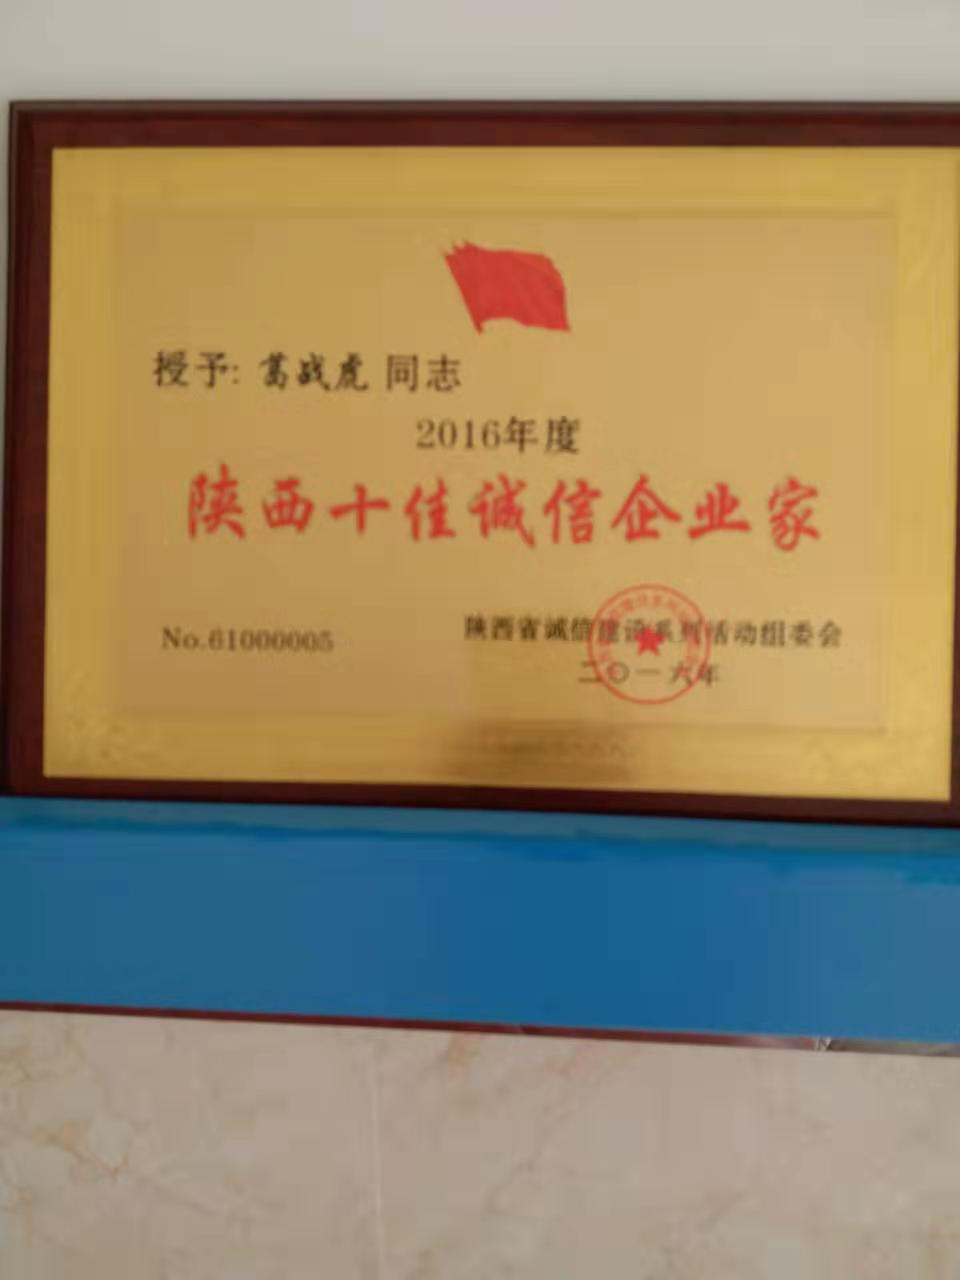 授予: 葛战虎 同志
2016年度
陕西十佳诚信企业家
No.61000005
陕西省诚信建设系列活动组委会
二〇一六年